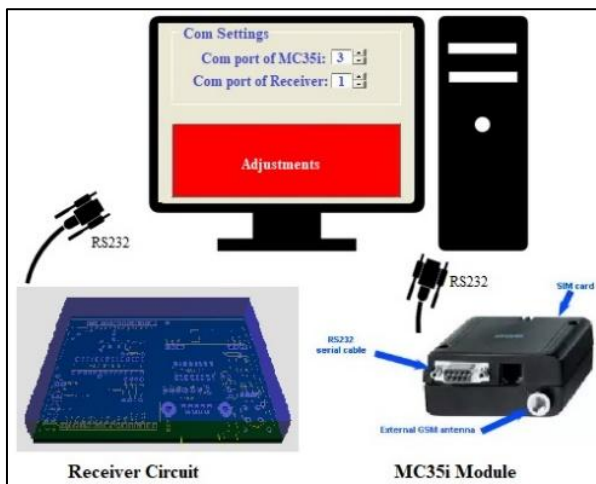 Com Settings
Com port of MC35i: 3
Com port of Receiver: 1
Adjustments
RS232
RS232
SIM card
RS232
serial cable
External GSM antenna
Receiver Circuit
MC35i Module